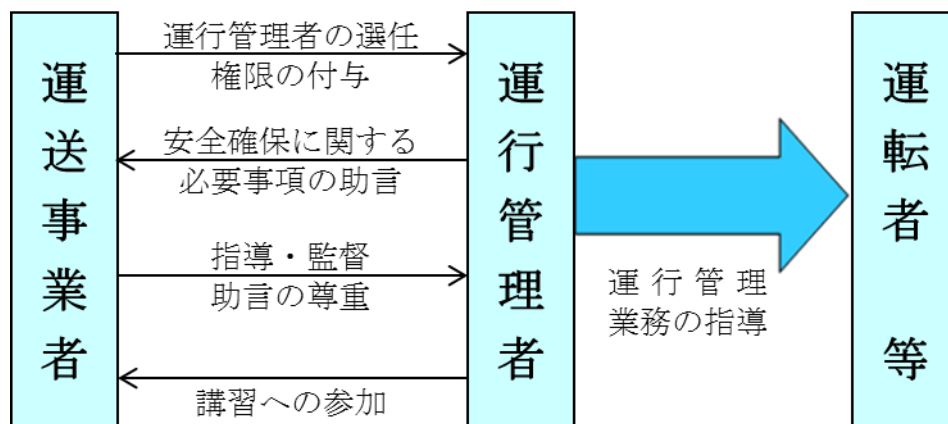 運送事業者
運行管理者の選任
権限の付与
安全確保に関する
必要事項の助言
指導・監督
助言の尊重
講習への参加
運行管理者
運行管理
業務の指導
運転者 等